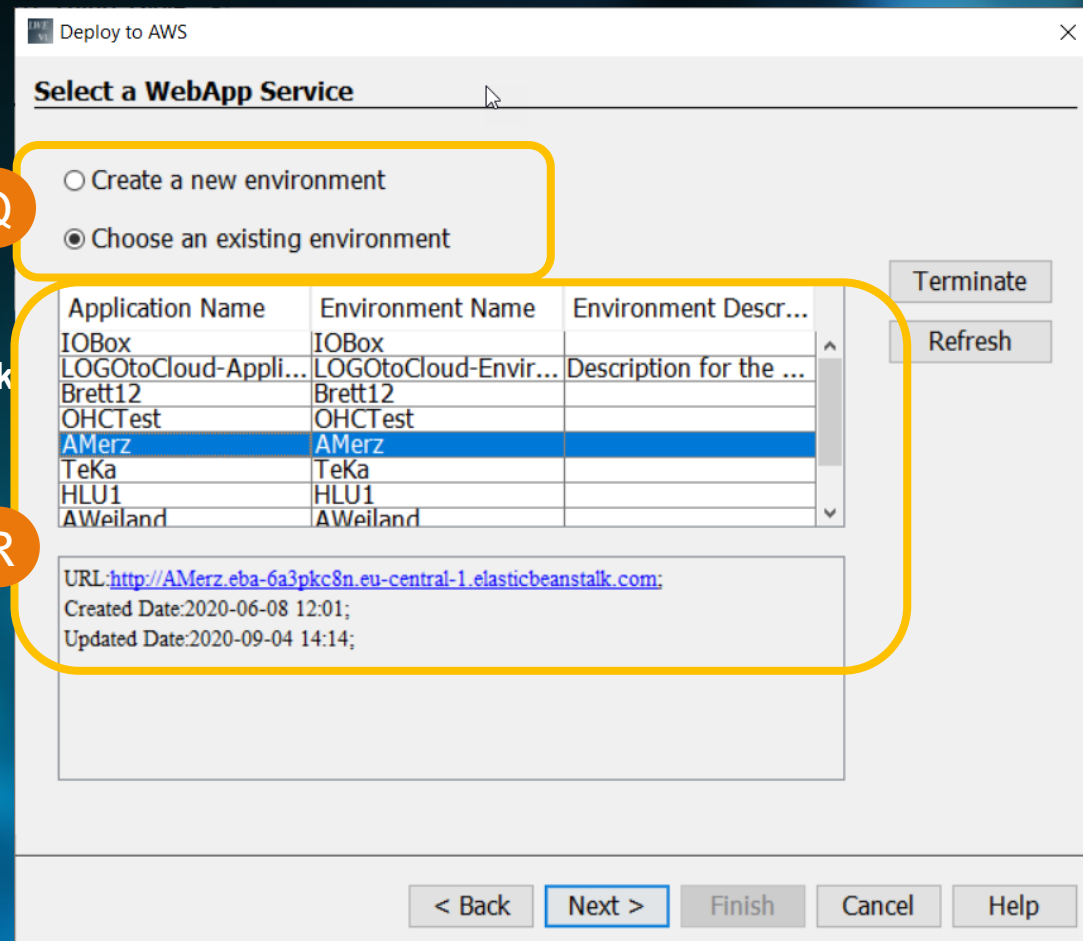 Deploy to AWS
Select a WebApp Service
Create a new environment
Q
Choose an existing environment
Terminate
Application Name Environment Name Environment Descr...
Refresh
IOBox IOBox
k
LOGOtoCloud-Appli... LOGOtoCloud-Envir... Description for the ...
Brett12 Brett12
OHCTest OHCTest
AMerz AMerz
TeKa TeKa
HLU1 HLU1
AWeiland AWeiland
R
URL:http://AMerz.eba-6a3pkc8n.eu-central-1.elasticbeanstalk.com;
Created Date:2020-06-08 12:01;
Updated Date:2020-09-04 14:14;
< Back Next > Finish Cancel Help